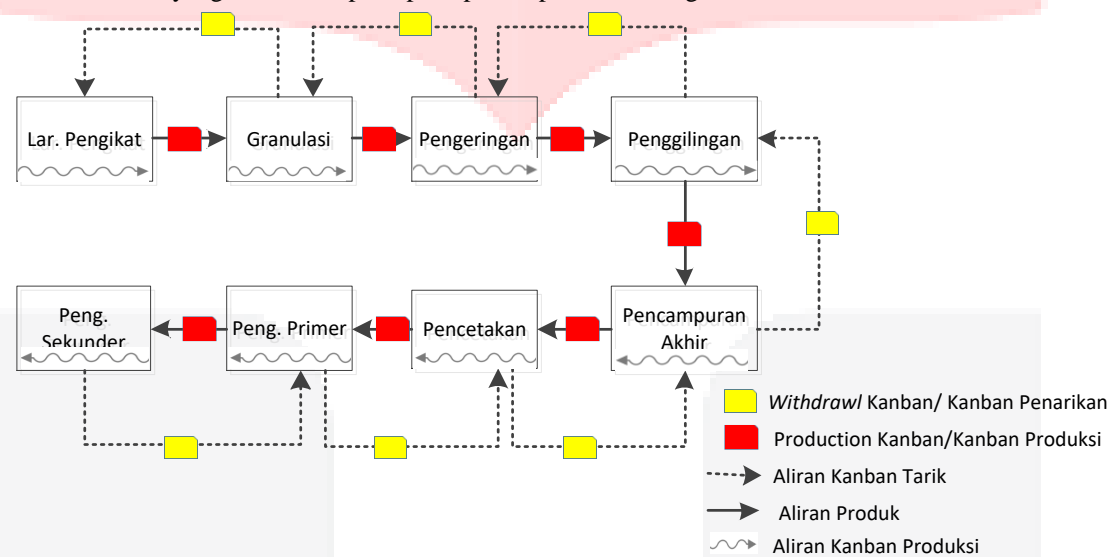 Lar. Pengikat
Granulasi
Pengeringan
Penggilingan
Peng.
Sekunder
Peng. Primer
Pencetakan
Pencampuran
Akhir
Withdrawl Kanban/ Kanban Penarikan
Production Kanban/Kanban Produksi
Aliran Kanban Tarik
Aliran Produk
Aliran Kanban Produksi